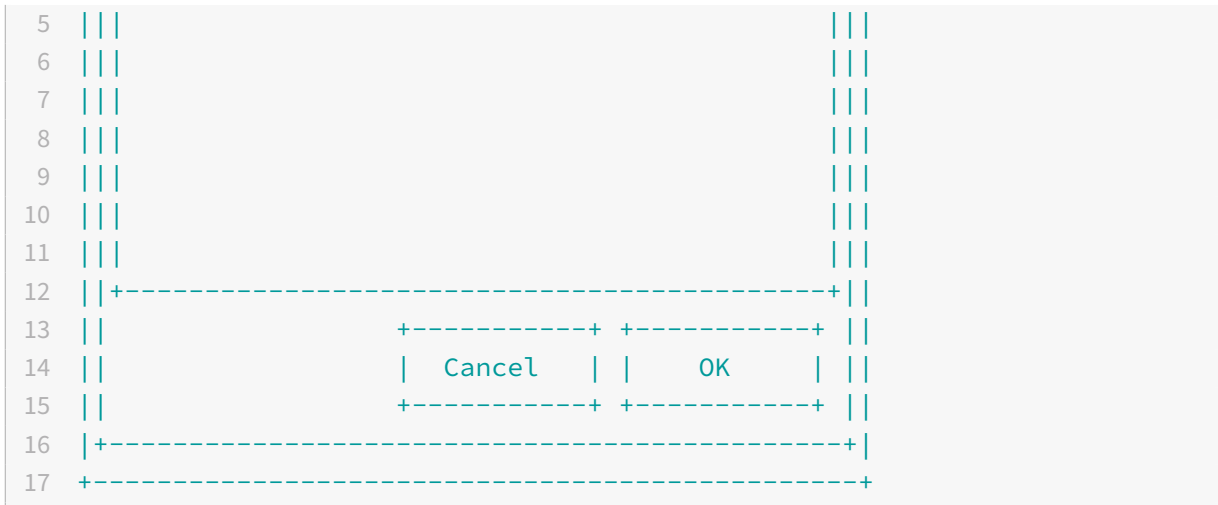 5 |||                                            |||
6 |||                                            |||
7 |||                                            |||
8 |||                                            |||
9 |||                                            |||
10 |||                                            |||
11 |||                                            |||
12 ||+--------------------------------------------+||
13 ||                  +-----------+ +-----------+ ||
14 ||                  |  Cancel   | |    OK     | ||
15 ||                  +-----------+ +-----------+ ||
16 |+----------------------------------------------+|
17 +------------------------------------------------+